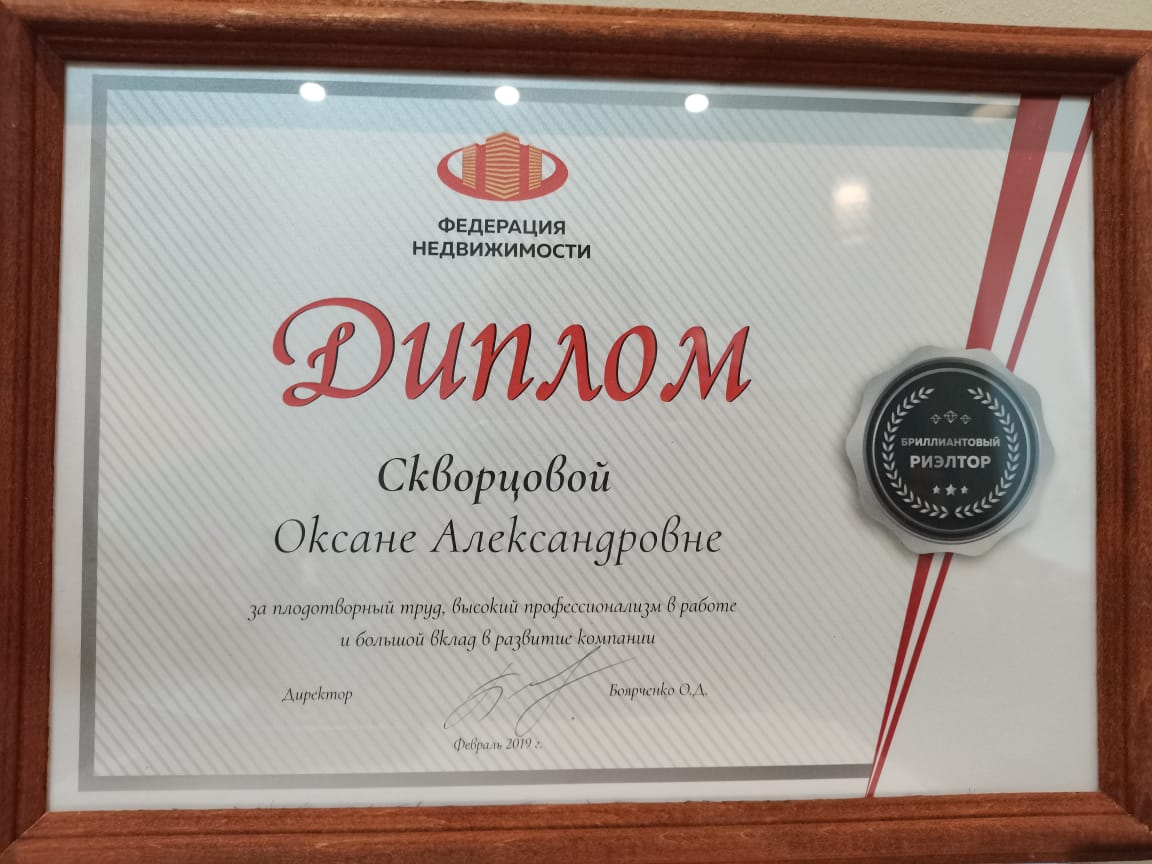 ФЕДЕРАЦИЯ
НЕДВИЖИМОСТИ
Диплом
Скворцовой
Оксане Александровне
за плодотворный труд, высокий профессионализм в работе
и большой вклад в развитие компании
Директор
Боярченко О.Д.
Февраль 2019 г.
БРИЛЛИАНТОВЫЙ
РИЭЛТОР